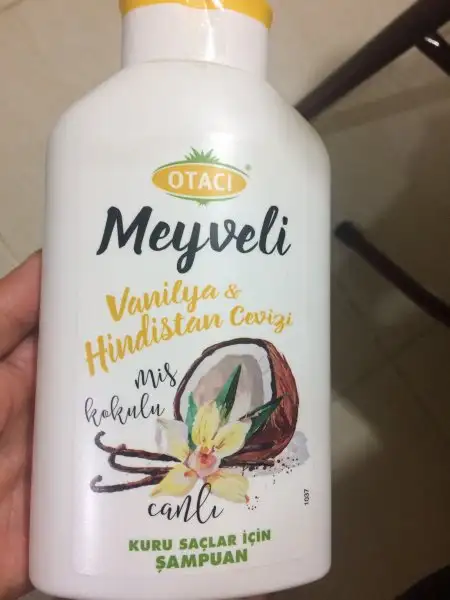 OTACI®
Meyveli
Vanilya &
Hindistan Cevizi
mis
kokulu
canlı
1037
KURU SAÇLAR İÇİN
ŞAMPUAN